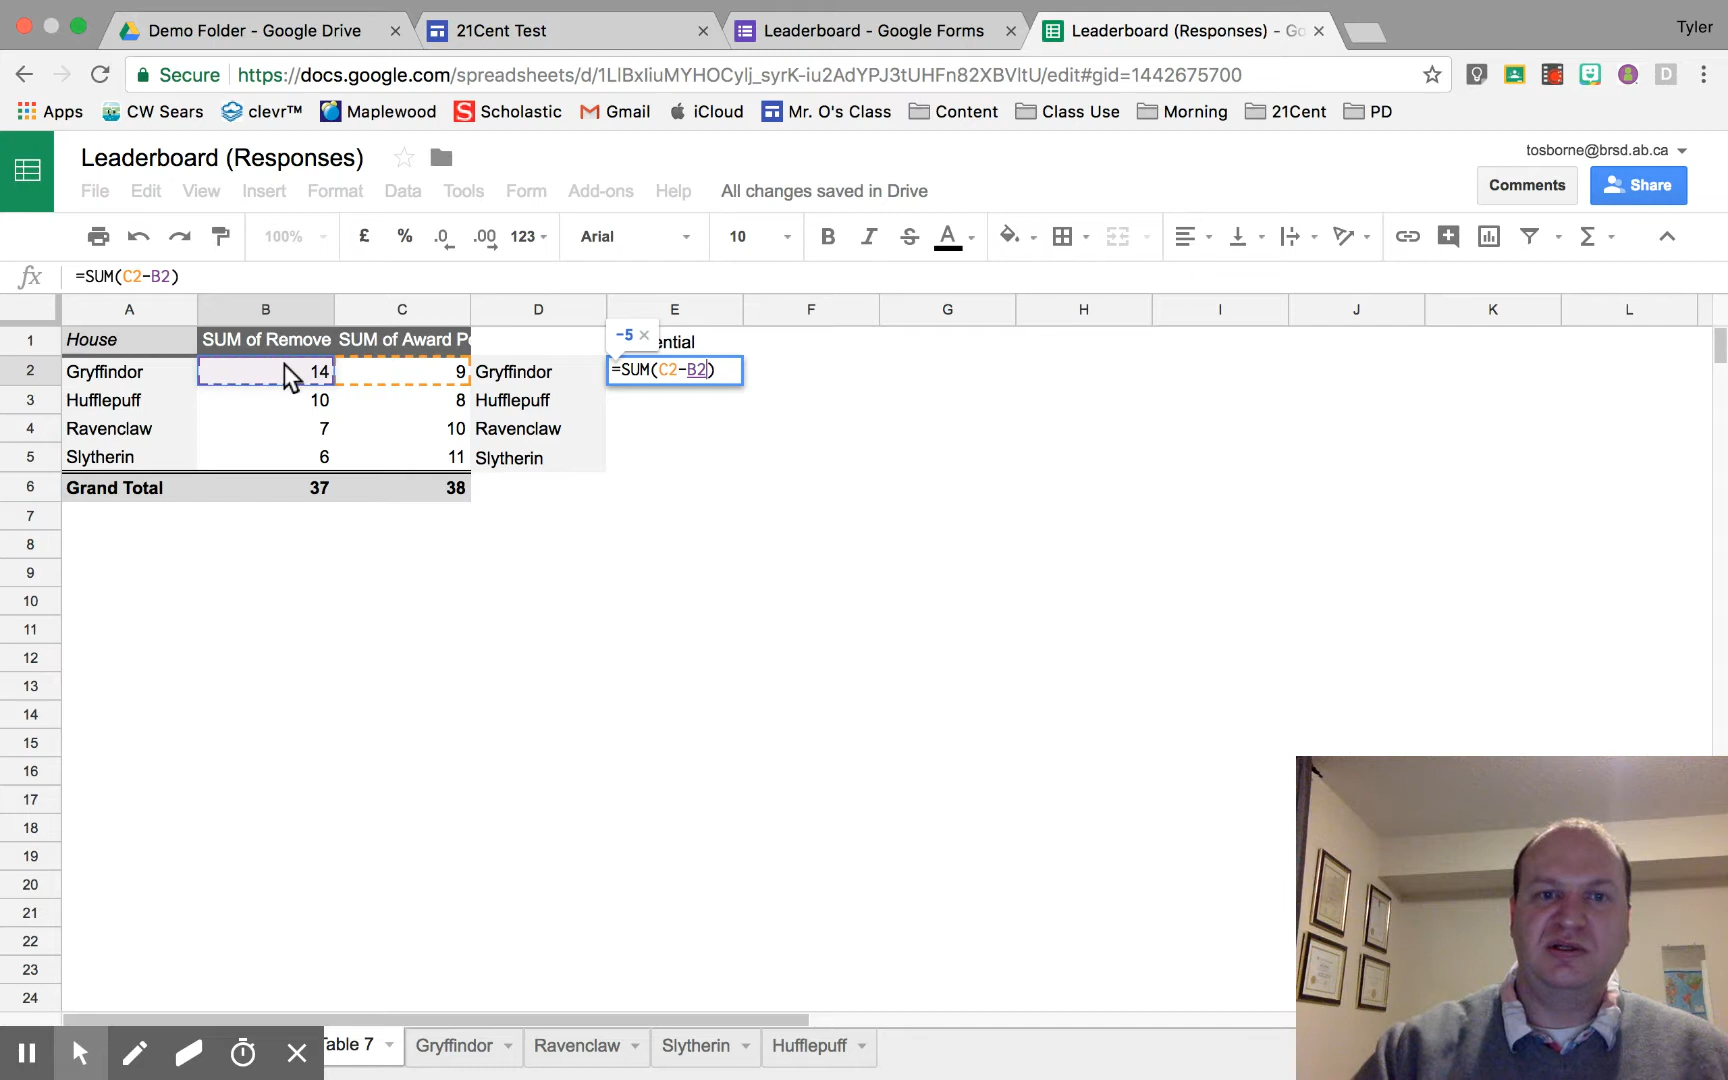 Demo Folder - Google Drive
21Cent Test
Leaderboard - Google Forms
Leaderboard (Responses) - Go
Tyler
Secure https://docs.google.com/spreadsheets/d/1LlBxIiuMYHOCylj_syrK-iu2AdYPJ3tUHFn82XBVltU/edit#gid=1442675700
Apps CW Sears clevr™ Maplewood Scholastic Gmail iCloud Mr. O's Class Content Class Use Morning 21Cent PD
Leaderboard (Responses)
tosborne@brsd.ab.ca
File Edit View Insert Format Data Tools Form Add-ons Help All changes saved in Drive
Comments Share
100% £ % .0 .00 123 Arial 10 B I S A Σ
fx =SUM(C2-B2)
A B C D E F G H I J K L
1 House SUM of Remove SUM of Award Po -5 × ential
2 Gryffindor 14 9 Gryffindor =SUM(C2-B2)
3 Hufflepuff 10 8 Hufflepuff
4 Ravenclaw 7 10 Ravenclaw
5 Slytherin 6 11 Slytherin
6 Grand Total 37 38
7
8
9
10
11
12
13
14
15
16
17
18
19
20
21
22
23
24
able 7 Gryffindor Ravenclaw Slytherin Hufflepuff